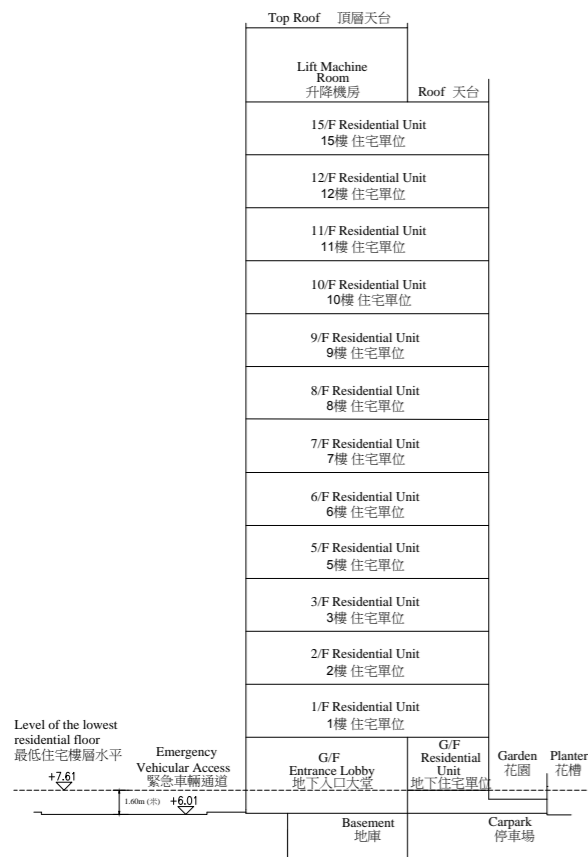 Top Roof 頂層天台
Lift Machine
Room
升降機房
Roof 天台
15/F Residential Unit
15樓 住宅單位
12/F Residential Unit
12樓 住宅單位
11/F Residential Unit
11樓 住宅單位
10/F Residential Unit
10樓 住宅單位
9/F Residential Unit
9樓 住宅單位
8/F Residential Unit
8樓 住宅單位
7/F Residential Unit
7樓 住宅單位
6/F Residential Unit
6樓 住宅單位
5/F Residential Unit
5樓 住宅單位
3/F Residential Unit
3樓 住宅單位
2/F Residential Unit
2樓 住宅單位
1/F Residential Unit
1樓 住宅單位
Level of the lowest
residential floor
最低住宅樓層水平
+7.61
Emergency
Vehicular Access
緊急車輛通道
1.60m (米)
+6.01
G/F
Entrance Lobby
地下入口大堂
G/F
Residential
Unit
地下住宅單位
Garden
花園
Planter
花槽
Basement
地庫
Carpark
停車場